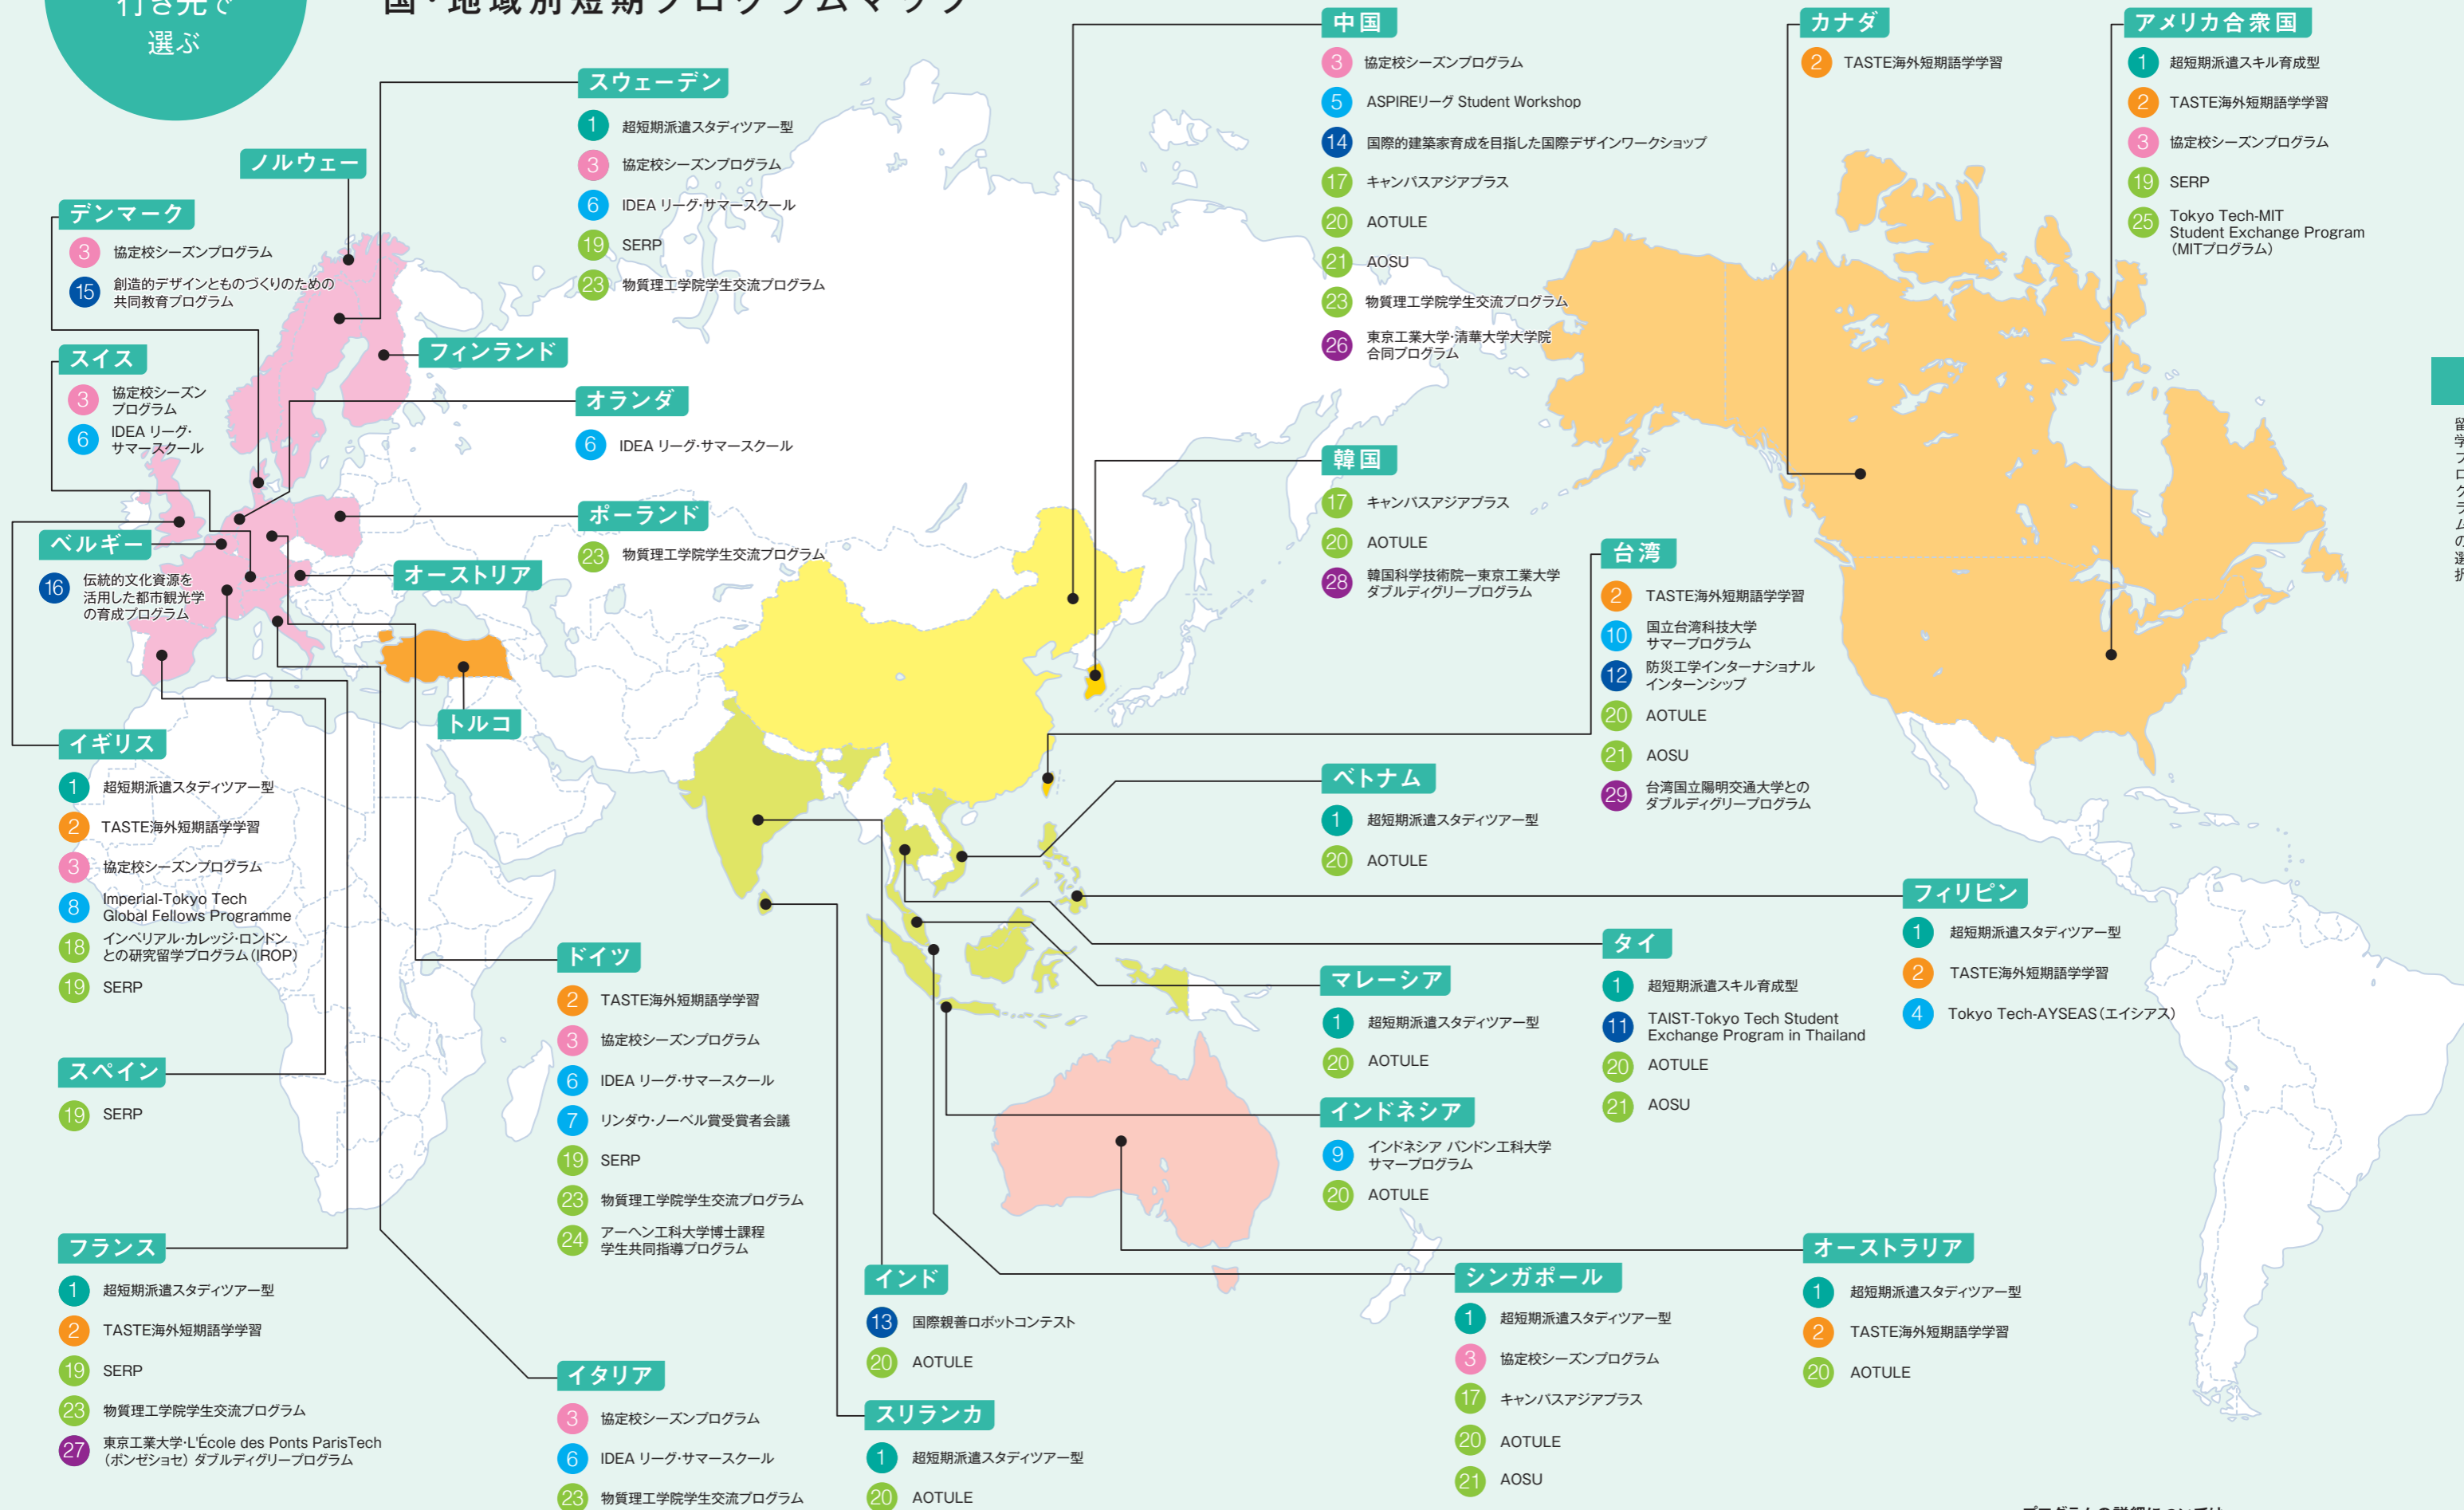 行き先で
選ぶ
国・地域別短期プログラムマップ
ノルウェー
デンマーク
3 協定校シーズンプログラム
15 創造的デザインとものづくりのための
共同教育プログラム
スイス
3 協定校シーズン
プログラム
6 IDEA リーグ・
サマースクール
ベルギー
16 伝統的文化資源を
活用した都市観光学
の育成プログラム
イギリス
1 超短期派遣スタディツアー型
2 TASTE海外短期語学学習
3 協定校シーズンプログラム
8 Imperial-Tokyo Tech
Global Fellows Programme
18 インペリアル・カレッジ・ロンドン
との研究留学プログラム(IROP)
19 SERP
スペイン
19 SERP
フランス
1 超短期派遣スタディツアー型
2 TASTE海外短期語学学習
19 SERP
23 物質理工学院学生交流プログラム
27 東京工業大学・L'École des Ponts ParisTech
(ポンゼショセ) ダブルディグリープログラム
スウェーデン
1 超短期派遣スタディツアー型
3 協定校シーズンプログラム
6 IDEA リーグ・サマースクール
19 SERP
23 物質理工学院学生交流プログラム
フィンランド
オランダ
6 IDEA リーグ・サマースクール
ポーランド
23 物質理工学院学生交流プログラム
オーストリア
トルコ
ドイツ
2 TASTE海外短期語学学習
3 協定校シーズンプログラム
6 IDEA リーグ・サマースクール
7 リンダウ・ノーベル賞受賞者会議
19 SERP
23 物質理工学院学生交流プログラム
24 アーヘン工科大学博士課程
学生共同指導プログラム
イタリア
3 協定校シーズンプログラム
6 IDEA リーグ・サマースクール
23 物質理工学院学生交流プログラム
インド
13 国際親善ロボットコンテスト
20 AOTULE
スリランカ
1 超短期派遣スタディツアー型
20 AOTULE
中国
3 協定校シーズンプログラム
5 ASPIREリーグ Student Workshop
14 国際的建築家育成を目指した国際デザインワークショップ
17 キャンパスアジアプラス
20 AOTULE
21 AOSU
23 物質理工学院学生交流プログラム
26 東京工業大学・清華大学大学院
合同プログラム
韓国
17 キャンパスアジアプラス
20 AOTULE
28 韓国科学技術院ー東京工業大学
ダブルディグリープログラム
台湾
2 TASTE海外短期語学学習
10 国立台湾科技大学
サマープログラム
12 防災工学インターナショナル
インターンシップ
20 AOTULE
21 AOSU
29 台湾国立陽明交通大学との
ダブルディグリープログラム
ベトナム
1 超短期派遣スタディツアー型
20 AOTULE
フィリピン
1 超短期派遣スタディツアー型
2 TASTE海外短期語学学習
4 Tokyo Tech-AYSEAS(エイシアス)
タイ
1 超短期派遣スキル育成型
11 TAIST-Tokyo Tech Student
Exchange Program in Thailand
20 AOTULE
21 AOSU
マレーシア
1 超短期派遣スタディツアー型
20 AOTULE
インドネシア
9 インドネシア バンドン工科大学
サマープログラム
20 AOTULE
シンガポール
1 超短期派遣スタディツアー型
3 協定校シーズンプログラム
17 キャンパスアジアプラス
20 AOTULE
21 AOSU
オーストラリア
1 超短期派遣スタディツアー型
2 TASTE海外短期語学学習
20 AOTULE
カナダ
2 TASTE海外短期語学学習
アメリカ合衆国
1 超短期派遣スキル育成型
2 TASTE海外短期語学学習
3 協定校シーズンプログラム
19 SERP
25 Tokyo Tech-MIT
Student Exchange Program
(MITプログラム)
留学プログラムの選択
プログラムの詳細については